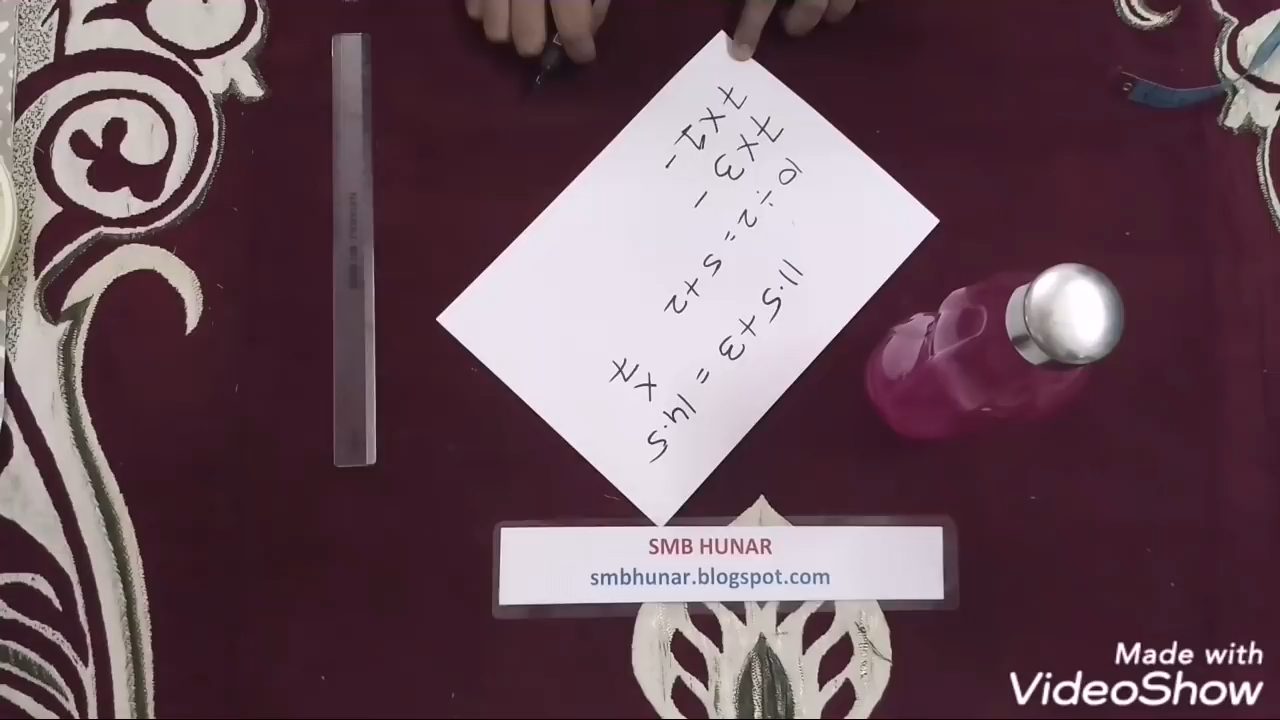 11.5 + 3 = 14.5
x
10 ÷ 2 = 5 + 2 7
7 x 3 -
7 x 1 -
SMB HUNAR
smbhunar.blogspot.com
Made with
VideoShow